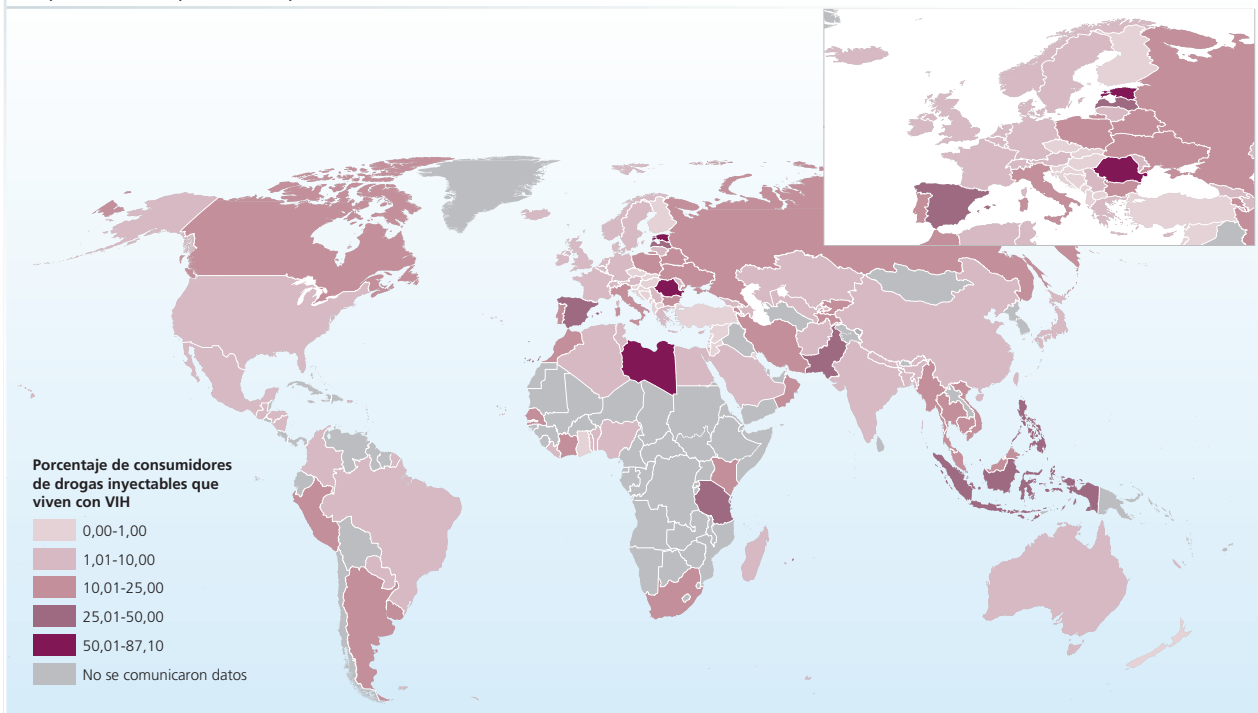 Porcentaje de consumidores
de drogas inyectables que
viven con VIH
0,00-1,00
1,01-10,00
10,01-25,00
25,01-50,00
50,01-87,10
No se comunicaron datos